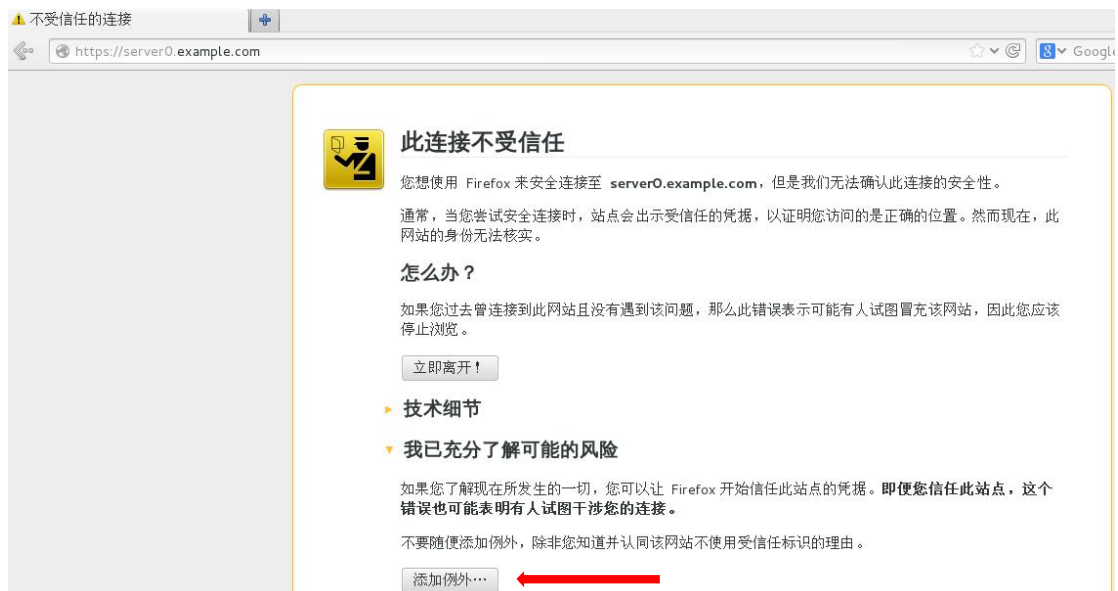 不受信任的连接
https://server0.example.com
Google
此连接不受信任
您想使用 Firefox 来安全连接至 server0.example.com，但是我们无法确认此连接的安全性。
通常，当您尝试安全连接时，站点会出示受信任的凭据，以证明您访问的是正确的位置。然而现在，此
网站的身份无法核实。
怎么办？
如果您过去曾连接到此网站且没有遇到该问题，那么此错误表示可能有人试图冒充该网站，因此您应该
停止浏览。
立即离开！
技术细节
我已充分了解可能的风险
如果您了解现在所发生的一切，您可以让 Firefox 开始信任此站点的凭据。即便您信任此站点，这个
错误也可能表明有人试图干涉您的连接。
不要随便添加例外，除非您知道并认同该网站不使用受信任标识的理由。
添加例外…